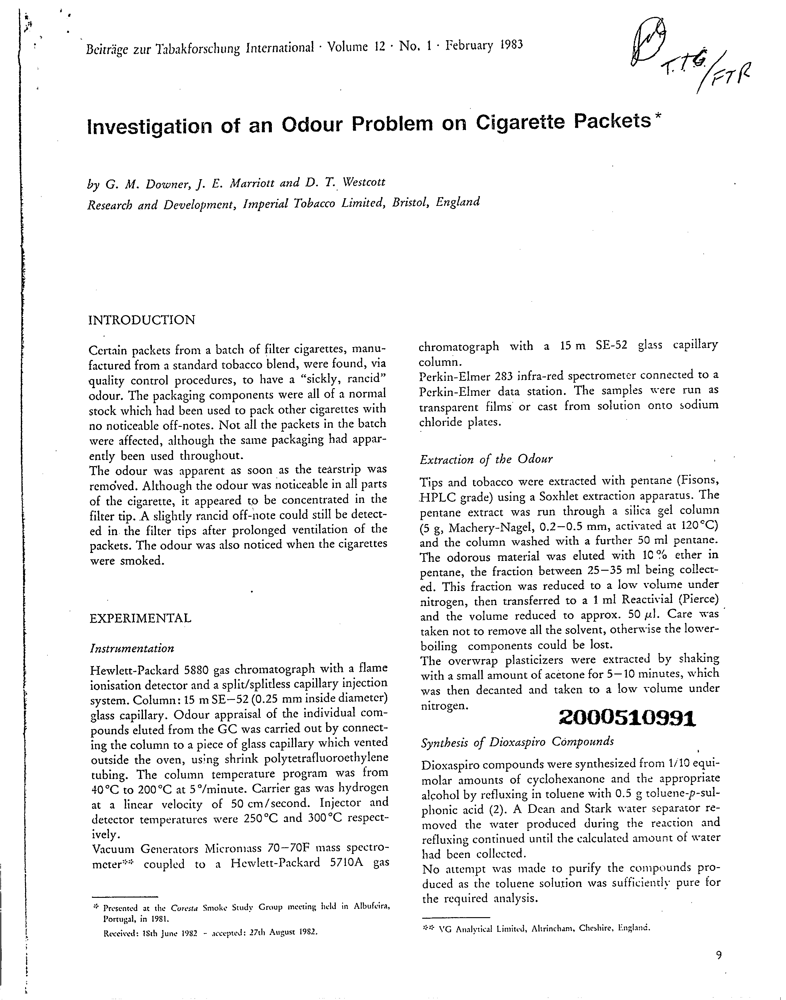 Beiträge zur Tabakforschung International · Volume 12 · No. 1 · February 1983
T.T.G./FTR
Investigation of an Odour Problem on Cigarette Packets*
by G. M. Downer, J. E. Marriott and D. T. Westcott
Research and Development, Imperial Tobacco Limited, Bristol, England
INTRODUCTION
Certain packets from a batch of filter cigarettes, manu-
factured from a standard tobacco blend, were found, via
quality control procedures, to have a “sickly, rancid”
odour. The packaging components were all of a normal
stock which had been used to pack other cigarettes with
no noticeable off-notes. Not all the packets in the batch
were affected, although the same packaging had appar-
ently been used throughout.
The odour was apparent as soon as the tearstrip was
removed. Although the odour was noticeable in all parts
of the cigarette, it appeared to be concentrated in the
filter tip. A slightly rancid off-note could still be detect-
ed in the filter tips after prolonged ventilation of the
packets. The odour was also noticed when the cigarettes
were smoked.
EXPERIMENTAL
Instrumentation
Hewlett-Packard 5880 gas chromatograph with a flame
ionisation detector and a split/splitless capillary injection
system. Column: 15 m SE—52 (0.25 mm inside diameter)
glass capillary. Odour appraisal of the individual com-
pounds eluted from the GC was carried out by connect-
ing the column to a piece of glass capillary which vented
outside the oven, using shrink polytetrafluoroethylene
tubing. The column temperature program was from
40°C to 200°C at 5°/minute. Carrier gas was hydrogen
at a linear velocity of 50 cm/second. Injector and
detector temperatures were 250°C and 300°C respect-
ively.
Vacuum Generators Micromass 70-70F mass spectro-
meter** coupled to a Hewlett-Packard 5710A gas
* Presented at the Coresta Smoke Study Group meeting held in Albufeira,
Portugal, in 1981.
Received: 18th June 1982 – accepted: 27th August 1982.
chromatograph with a 15 m SE-52 glass capillary
column.
Perkin-Elmer 283 infra-red spectrometer connected to a
Perkin-Elmer data station. The samples were run as
transparent films or cast from solution onto sodium
chloride plates.
Extraction of the Odour
Tips and tobacco were extracted with pentane (Fisons,
HPLC grade) using a Soxhlet extraction apparatus. The
pentane extract was run through a silica gel column
(5 g, Machery-Nagel, 0.2—0.5 mm, activated at 120°C)
and the column washed with a further 50 ml pentane.
The odorous material was eluted with 10% ether in
pentane, the fraction between 25—35 ml being collect-
ed. This fraction was reduced to a low volume under
nitrogen, then transferred to a 1 ml Reactivial (Pierce)
and the volume reduced to approx. 50 µl. Care was
taken not to remove all the solvent, otherwise the lower-
boiling components could be lost.
The overwrap plasticizers were extracted by shaking
with a small amount of acetone for 5—10 minutes, which
was then decanted and taken to a low volume under
nitrogen.
2000510991
Synthesis of Dioxaspiro Compounds
Dioxaspiro compounds were synthesized from 1/10 equi-
molar amounts of cyclohexanone and the appropriate
alcohol by refluxing in toluene with 0.5 g toluene-p-sul-
phonic acid (2). A Dean and Stark water separator re-
moved the water produced during the reaction and
refluxing continued until the calculated amount of water
had been collected.
No attempt was made to purify the compounds pro-
duced as the toluene solution was sufficiently pure for
the required analysis.
** VG Analytical Limited, Altrincham, Cheshire, England.
9